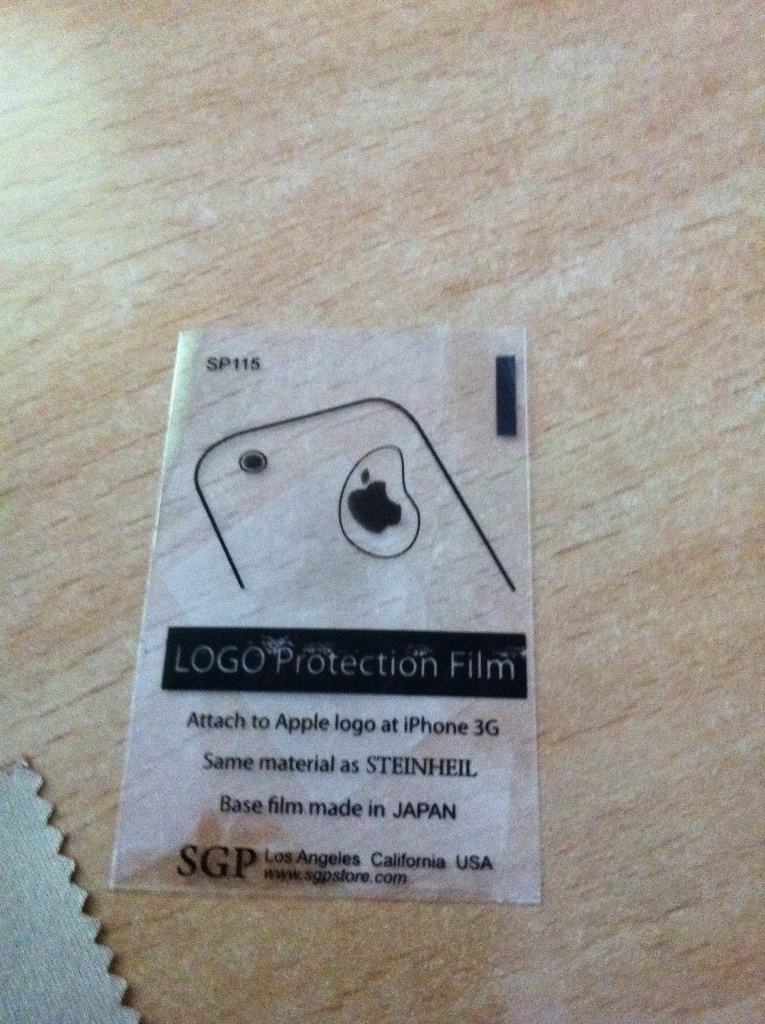 SP115
LOGO Protection Film
Attach to Apple logo at iPhone 3G
Same material as STEINHEIL
Base film made in JAPAN
SGP Los Angeles California USA
www.sgpstore.com